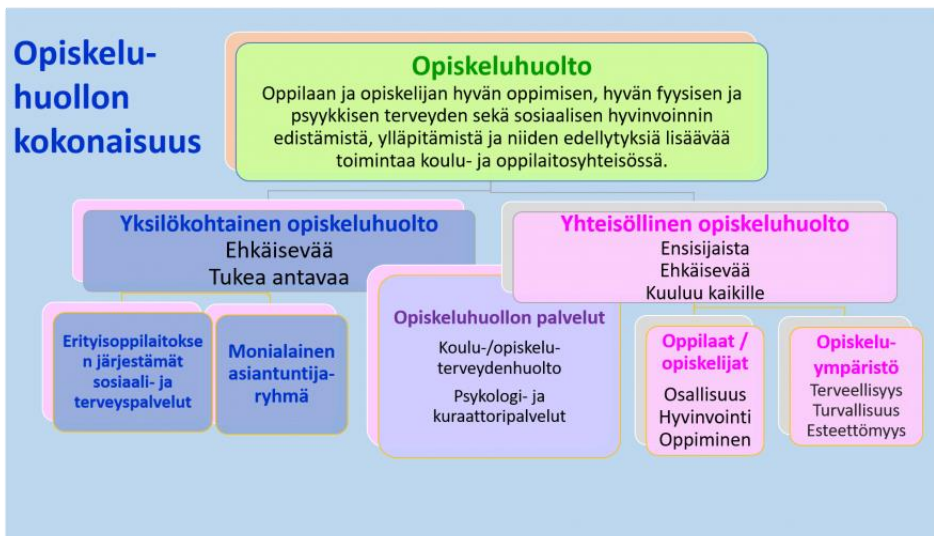 Opiskelu-
huollon
kokonaisuus
Opiskeluhuolto
Oppilaan ja opiskelijan hyvän oppimisen, hyvän fyysisen ja
psyykkisen terveyden sekä sosiaalisen hyvinvoinnin
edistämistä, ylläpitämistä ja niiden edellytyksiä lisäävää
toimintaa koulu- ja oppilaitosyhteisössä.
Yksilökohtainen opiskeluhuolto
Ehkäisevää
Tukea antavaa
Yhteisöllinen opiskeluhuolto
Ensisijaista
Ehkäisevää
Kuuluu kaikille
Erityisoppilaitokse
n järjestämät
sosiaali- ja
terveyspalvelut
Monialainen
asiantuntija-
ryhmä
Opiskeluhuollon palvelut
Koulu-/opiskelu-
terveydenhuolto
Psykologi- ja
kuraattoripalvelut
Oppilaat /
opiskelijat
Osallisuus
Hyvinvointi
Oppiminen
Opiskelu-
ympäristö
Terveellisyys
Turvallisuus
Esteettömyys